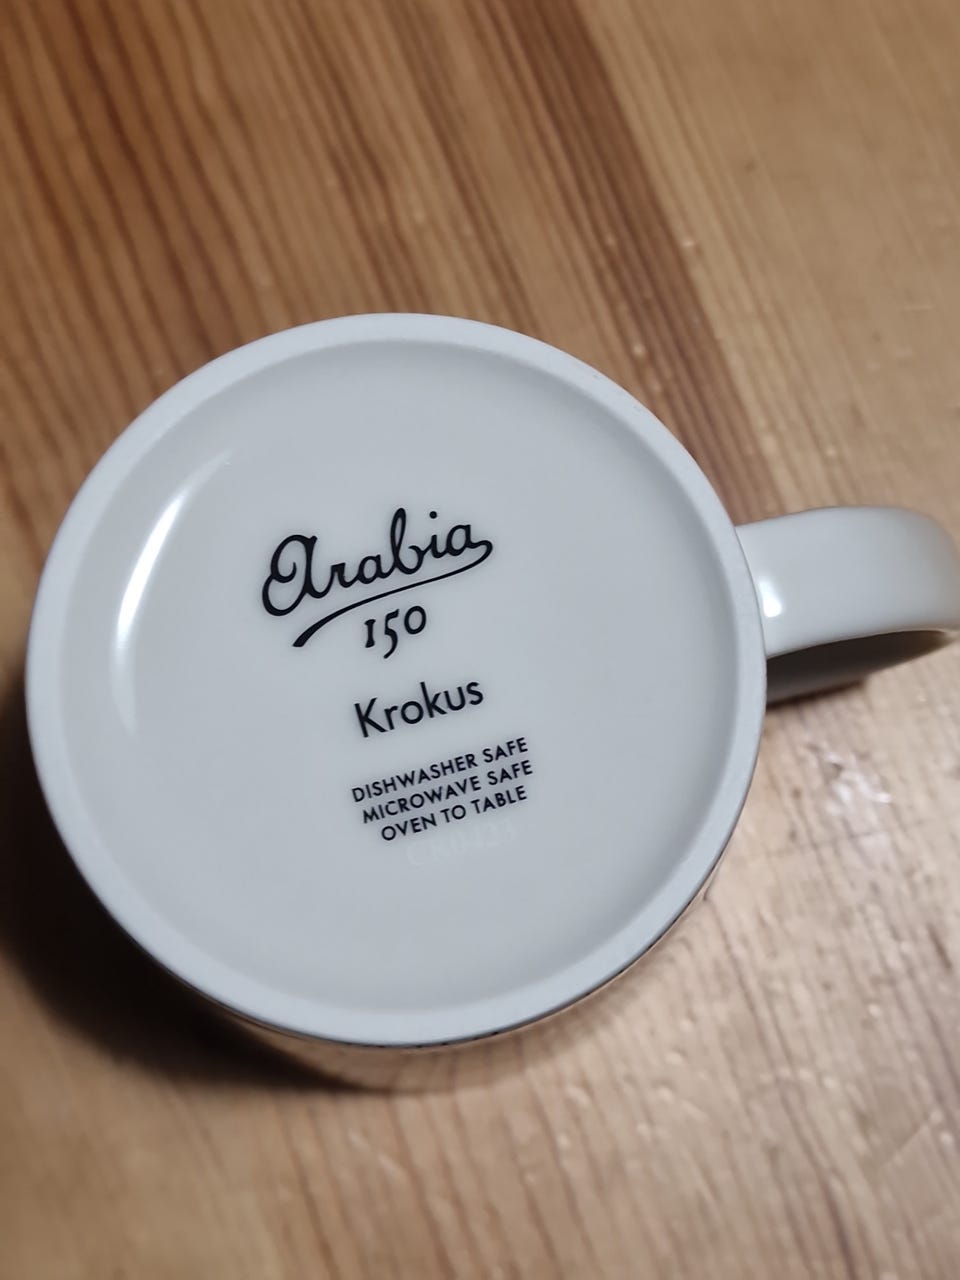 Arabia
150
Krokus
DISHWASHER SAFE
MICROWAVE SAFE
OVEN TO TABLE